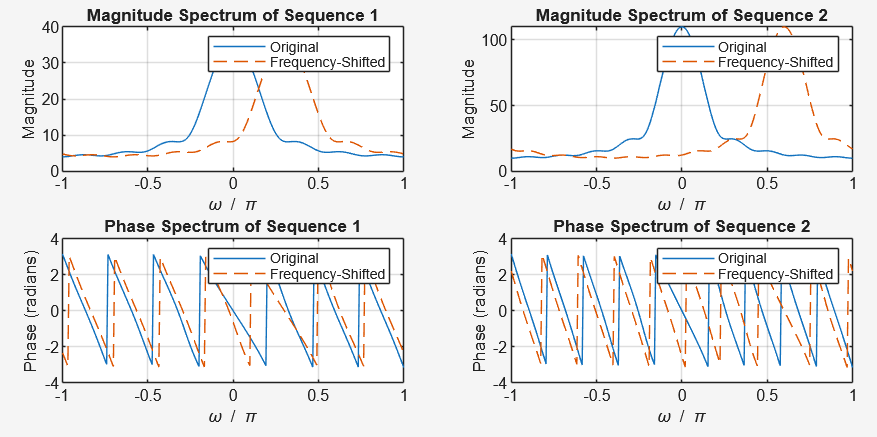 Magnitude Spectrum of Sequence 1
40
30
20
10
0
Magnitude
Original
Frequency-Shifted
-1 -0.5 0 0.5 1
ω / π
Magnitude Spectrum of Sequence 2
100
50
0
Magnitude
Original
Frequency-Shifted
-1 -0.5 0 0.5 1
ω / π
Phase Spectrum of Sequence 1
4
2
0
-2
-4
Phase (radians)
Original
Frequency-Shifted
-1 -0.5 0 0.5 1
ω / π
Phase Spectrum of Sequence 2
4
2
0
-2
-4
Phase (radians)
Original
Frequency-Shifted
-1 -0.5 0 0.5 1
ω / π